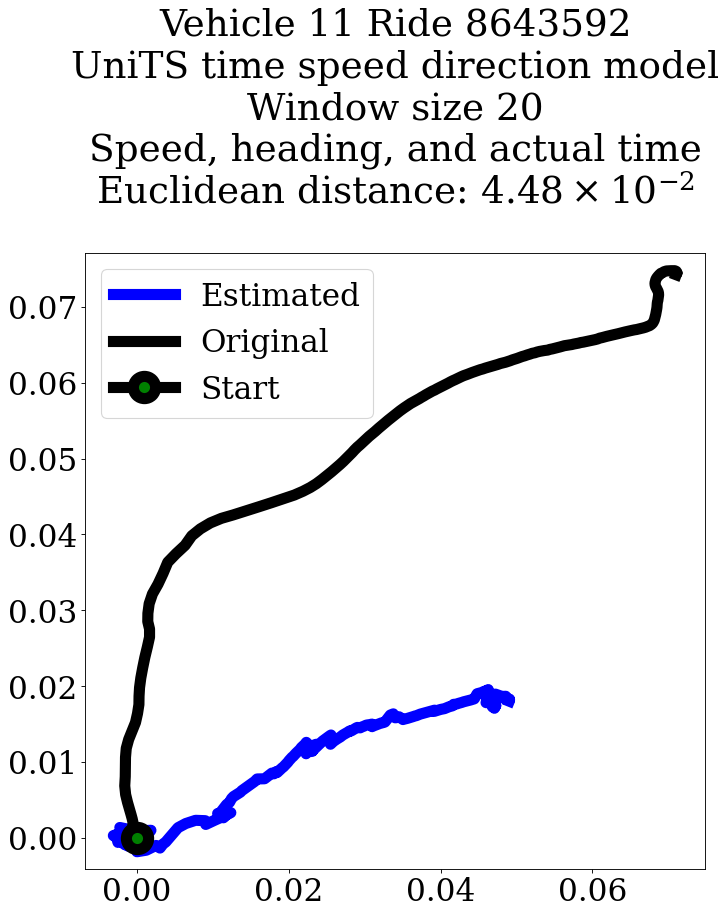 Vehicle 11 Ride 8643592
UniTS time speed direction model
Window size 20
Speed, heading, and actual time
Euclidean distance: 4.48 × 10⁻²
Estimated
Original
Start
0.07
0.06
0.05
0.04
0.03
0.02
0.01
0.00
0.00 0.02 0.04 0.06